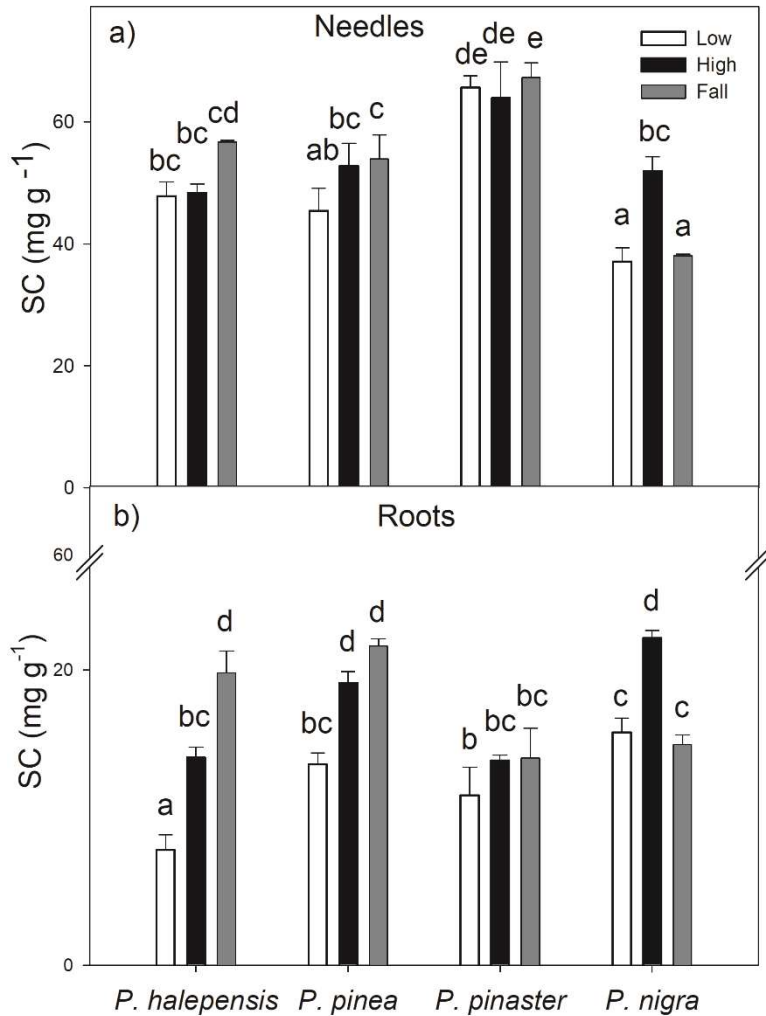 a)
Needles
Low
High
Fall
SC (mg g -1)
60
40
20
0
bc
bc
cd
ab
bc
c
de
de
e
a
bc
a
b)
Roots
SC (mg g-1)
60
20
0
a
bc
d
bc
d
d
b
bc
bc
c
d
c
P. halepensis P. pinea P. pinaster P. nigra